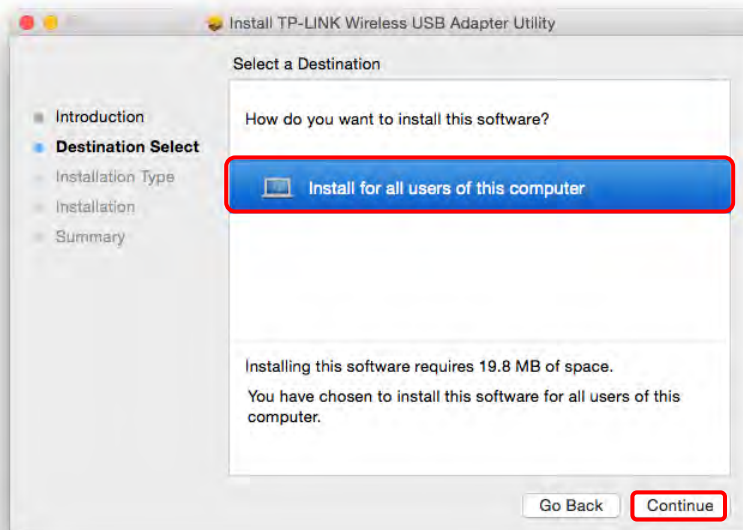 Install TP-LINK Wireless USB Adapter Utility
Select a Destination
Introduction
Destination Select
Installation Type
Installation
Summary
How do you want to install this software?
Install for all users of this computer
Installing this software requires 19.8 MB of space.
You have chosen to install this software for all users of this
computer.
Go Back
Continue